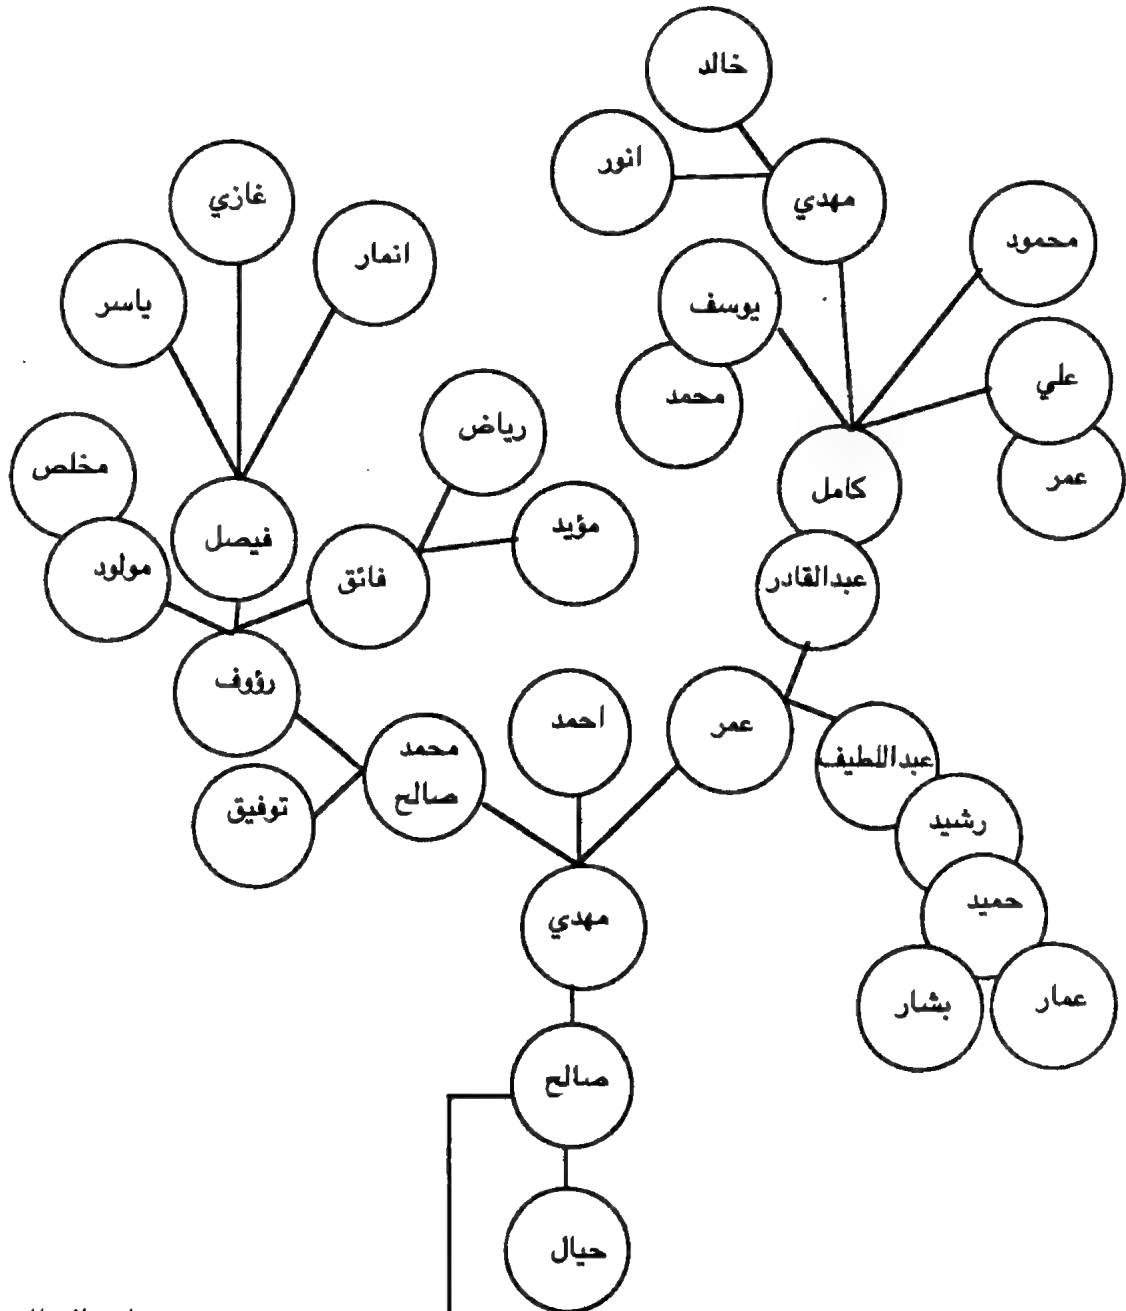 خالد
انور
مهدي
محمود
غازي
انمار
ياسر
يوسف
علي
محمد
رياض
مخلص
عمر
كامل
مؤيد
فيصل
مولود
فائق
عبدالقادر
رؤوف
احمد
عمر
محمد
صالح
عبداللطيف
توفيق
رشيد
مهدي
حميد
بشار
عمار
صالح
حيال